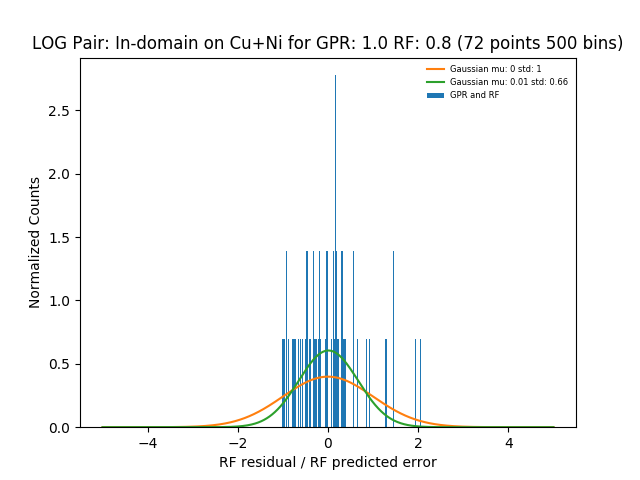 LOG Pair: In-domain on Cu+Ni for GPR: 1.0 RF: 0.8 (72 points 500 bins)
Gaussian mu: 0 std: 1
Gaussian mu: 0.01 std: 0.66
GPR and RF
Normalized Counts
2.5
2.0
1.5
1.0
0.5
0.0
−4 −2 0 2 4
RF residual / RF predicted error